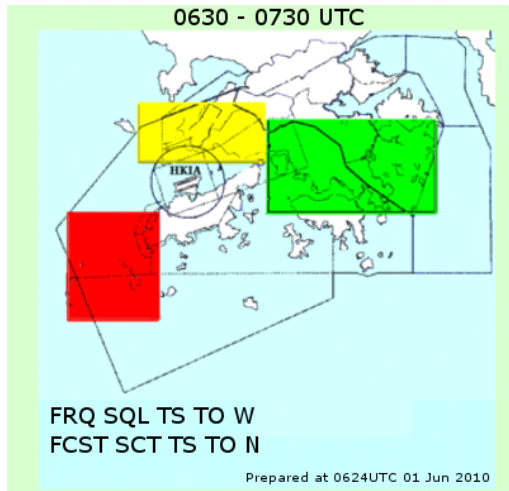 0630 - 0730 UTC
HKIA
FRQ SQL TS TO W
FCST SCT TS TO N
Prepared at 0624UTC 01 Jun 2010